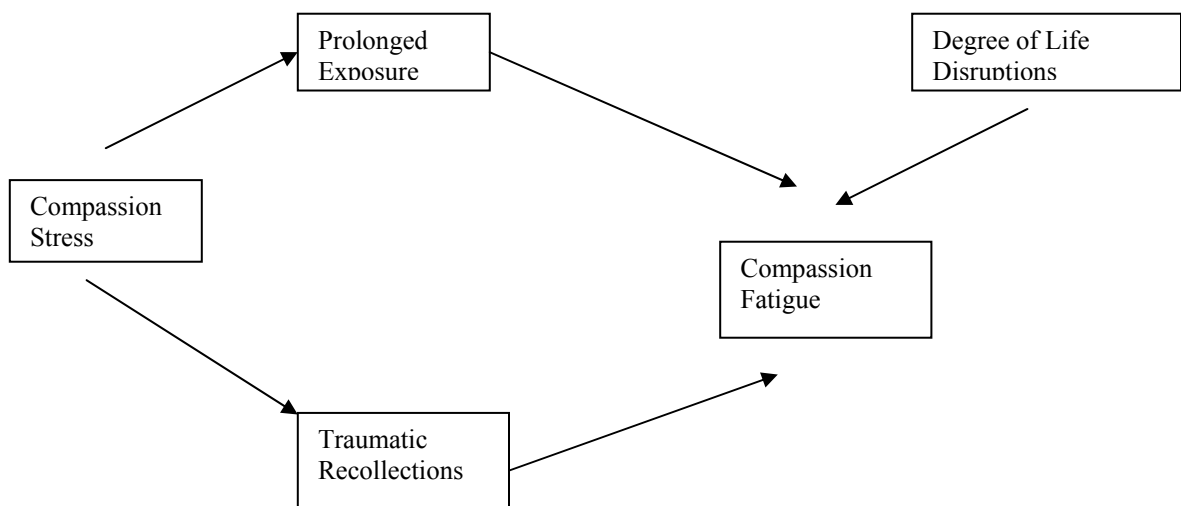 Prolonged
Exposure
Degree of Life
Disruptions
Compassion
Stress
Compassion
Fatigue
Traumatic
Recollections